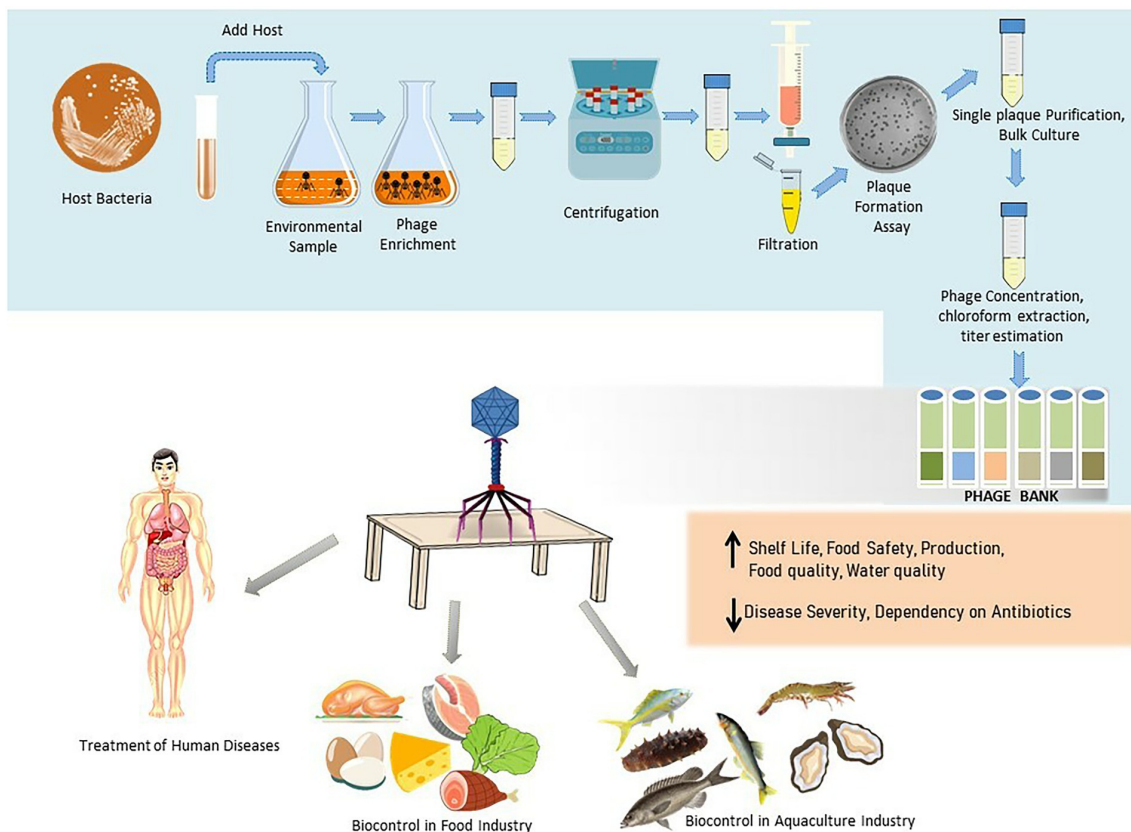 Add Host
Host Bacteria
Environmental
Sample
Phage
Enrichment
Centrifugation
Filtration
Plaque
Formation
Assay
Single plaque Purification,
Bulk Culture
Phage Concentration,
chloroform extraction,
titer estimation
PHAGE BANK
Shelf Life, Food Safety, Production,
Food quality, Water quality
Disease Severity, Dependency on Antibiotics
Treatment of Human Diseases
Biocontrol in Food Industry
Biocontrol in Aquaculture Industry